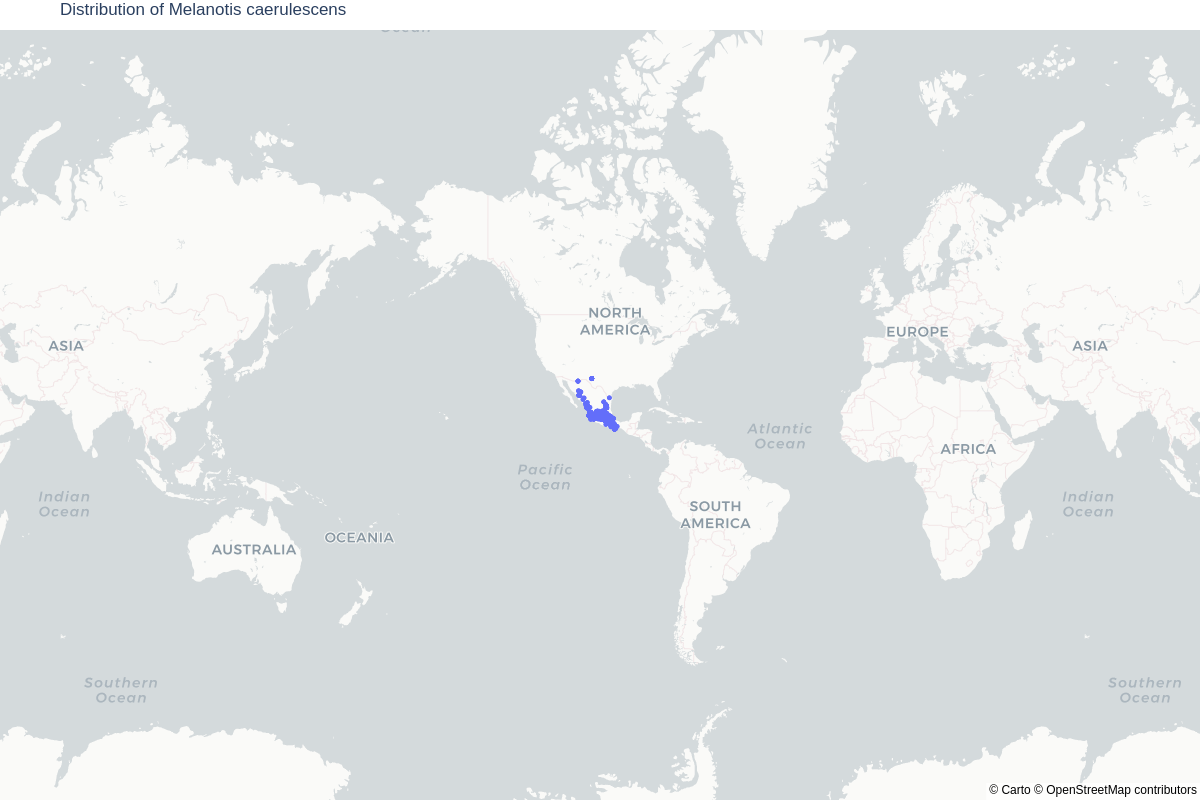 Distribution of Melanotis caerulescens
Ocean
NORTH
AMERICA
EUROPE
ASIA
ASIA
Atlantic
Ocean
AFRICA
Pacific
Ocean
Indian
Ocean
Indian
Ocean
SOUTH
AMERICA
OCEANIA
AUSTRALIA
Southern
Ocean
Southern
Ocean
© Carto © OpenStreetMap contributors